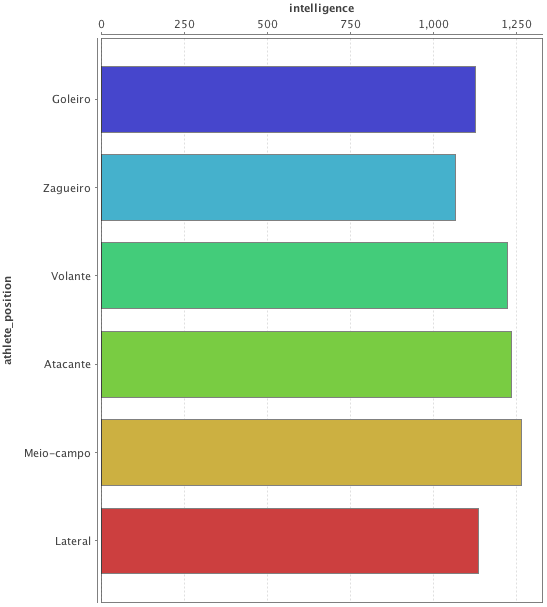 intelligence
0 250 500 750 1,000 1,250
athlete_position
Goleiro
Zagueiro
Volante
Atacante
Meio-campo
Lateral